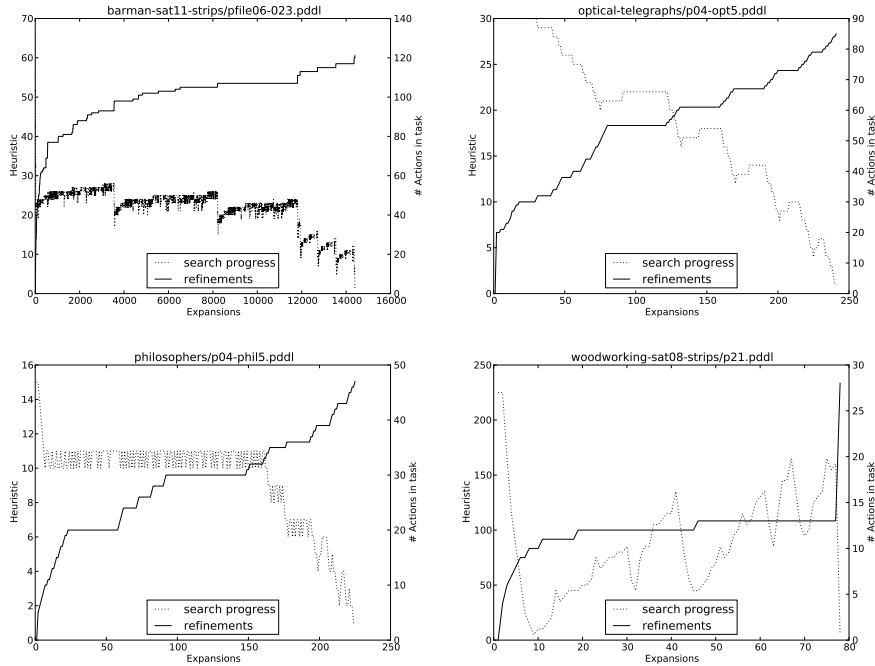 barman-sat11-strips/pfile06-023.pddl
70
60
50
40
30
20
10
0
Heuristic
140
120
100
80
60
40
20
0
# Actions in task
search progress
refinements
0 2000 4000 6000 8000 10000 12000 14000 16000
Expansions
optical-telegraphs/p04-opt5.pddl
30
25
20
15
10
5
0
Heuristic
90
80
70
60
50
40
30
20
10
0
# Actions in task
search progress
refinements
0 50 100 150 200 250
Expansions
philosophers/p04-phil5.pddl
16
14
12
10
8
6
4
2
0
Heuristic
50
40
30
20
10
0
# Actions in task
search progress
refinements
0 50 100 150 200 250
Expansions
woodworking-sat08-strips/p21.pddl
250
200
150
100
50
0
Heuristic
30
25
20
15
10
5
0
# Actions in task
search progress
refinements
0 10 20 30 40 50 60 70 80
Expansions